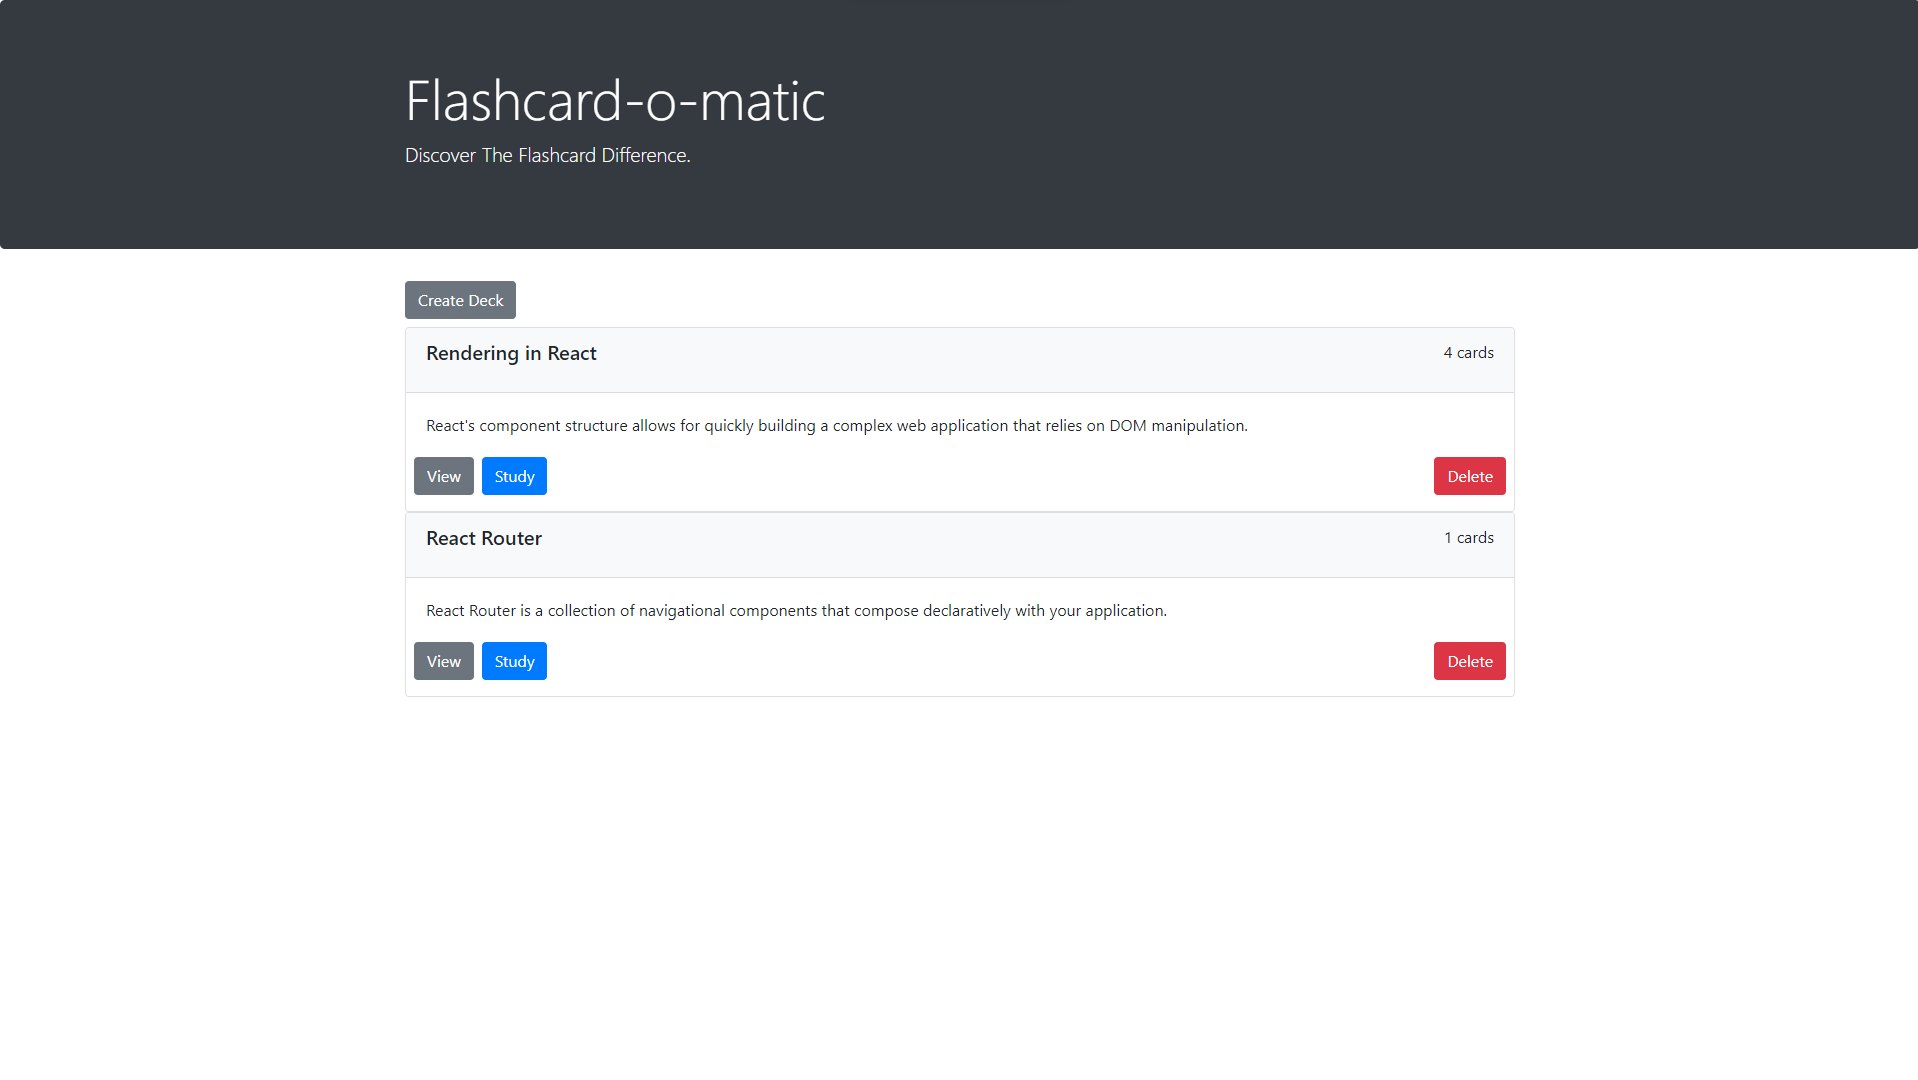 Flashcard-o-matic
Discover The Flashcard Difference.
Create Deck
Rendering in React 4 cards
React's component structure allows for quickly building a complex web application that relies on DOM manipulation.
View Study Delete
React Router 1 cards
React Router is a collection of navigational components that compose declaratively with your application.
View Study Delete